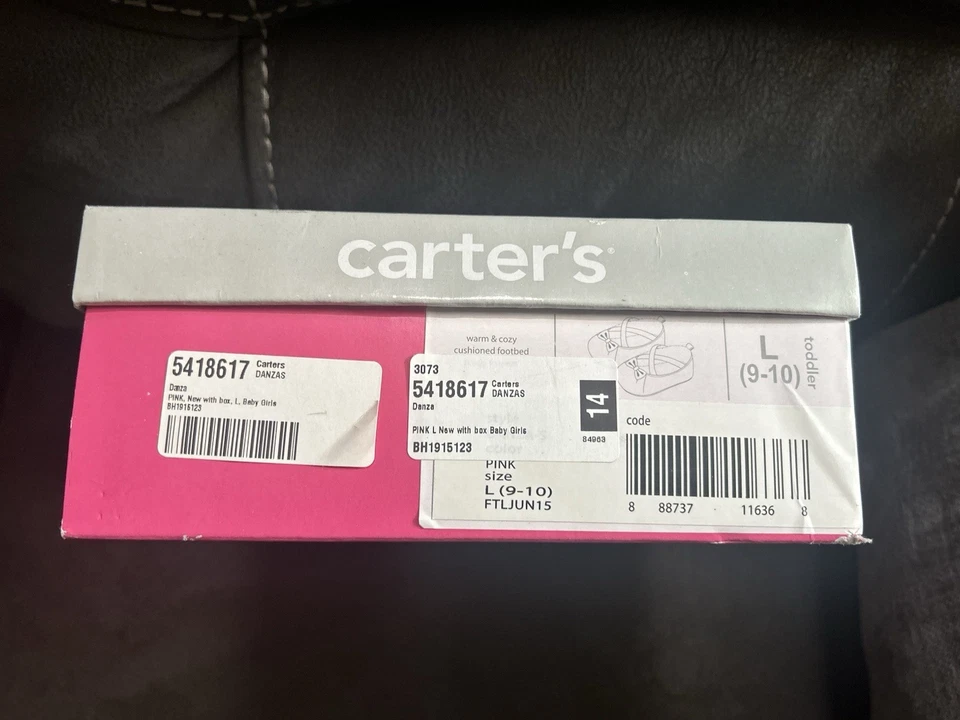 carter's
warm & cozy
cushioned footbed
L
(9-10)
toddler
5418617 Carters
DANZAS
Danza
PINK, New with box, L, Baby Girls
BH1915123
3073
5418617 Carters
DANZAS
Danza
PINK L New with box Baby Girls
BH1915123
14
84963
code
color
PINK
size
L (9-10)
FTLJUN15
8 88737 11636 8